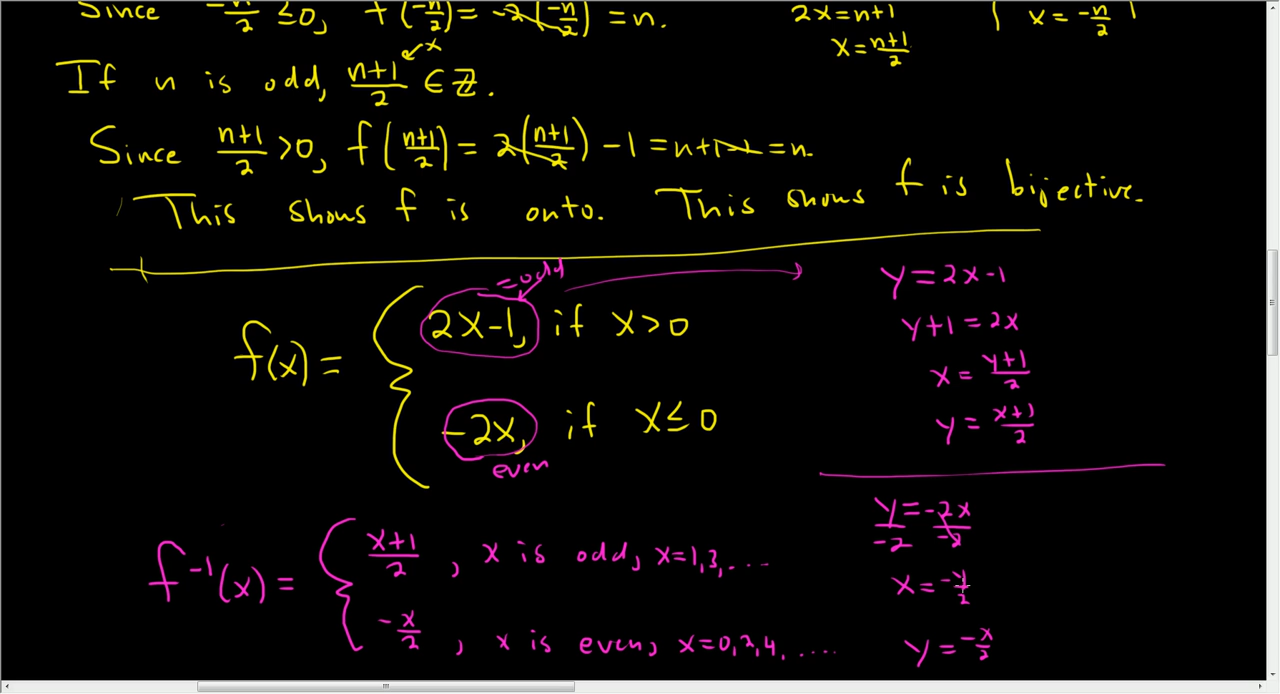 Since -n/2 ≤0, f(-n/2) = -2(-n/2) = n.
2x=n+1
x = -n/2
x = n+1/2
x
If n is odd, n+1/2 ∈ ℤ.
Since n+1/2 >0, f(n+1/2) = 2(n+1/2) -1 = n+1-1 = n.
This shows f is onto. This shows f is bijective.
=odd
f(x) = { 2x-1, if x>0
-2x, if x≤0
even
y=2x-1
y+1=2x
x = y+1/2
y = x+1/2
y/-2 = -2x/-2
x = -y/2
y = -x/2
f⁻¹(x) = { x+1/2 , x is odd, x=1,3,....
-x/2 , x is even, x=0,2,4,....